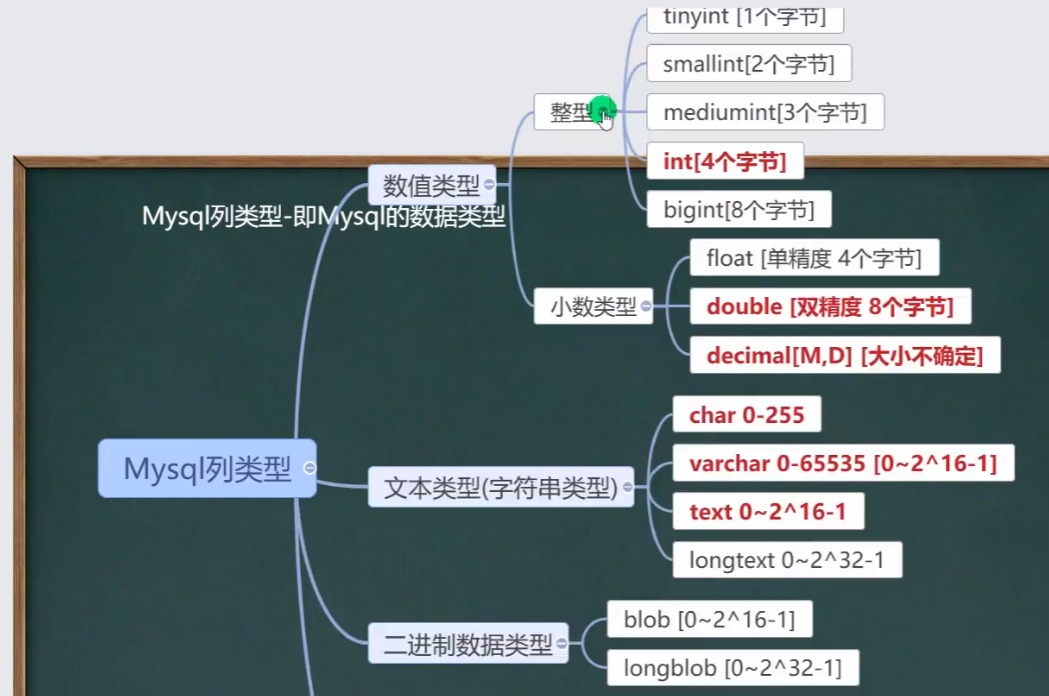 tinyint [1个字节]
smallint[2个字节]
整型
mediumint[3个字节]
int[4个字节]
数值类型
bigint[8个字节]
Mysql列类型-即Mysql的数据类型
float [单精度 4个字节]
小数类型
double [双精度 8个字节]
decimal[M,D] [大小不确定]
char 0-255
Mysql列类型
varchar 0-65535 [0~2^16-1]
文本类型(字符串类型)
text 0~2^16-1
longtext 0~2^32-1
blob [0~2^16-1]
二进制数据类型
longblob [0~2^32-1]